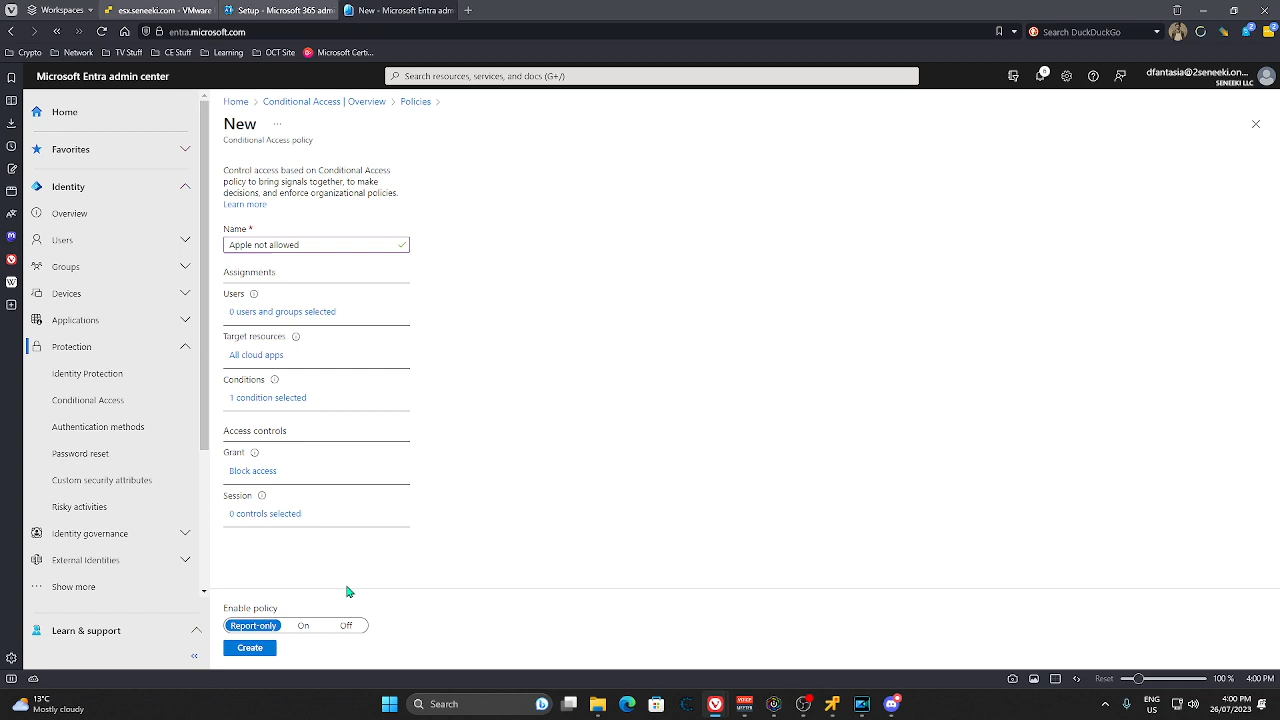 Workspaces
esx.seneeki.com - VMware
Setup - Microsoft 365 adm
New - Microsoft Entra adm
entra.microsoft.com
Search DuckDuckGo
2
2
Crypto
Network
TV Stuff
CE Stuff
Learning
OCT Site
Microsoft Certi...
Microsoft Entra admin center
Search resources, services, and docs (G+/)
0
dfantasia@2seneeki.on...
SENEEKI LLC
Home
Favorites
Identity
Overview
Users
Groups
Devices
Applications
Protection
Identity Protection
Conditional Access
Authentication methods
Password reset
Custom security attributes
Risky activities
Identity governance
External Identities
Show more
Learn & support
Home > Conditional Access | Overview > Policies >
New ...
Conditional Access policy
Control access based on Conditional Access
policy to bring signals together, to make
decisions, and enforce organizational policies.
Learn more
Name *
Apple not allowed
Assignments
Users
0 users and groups selected
Target resources
All cloud apps
Conditions
1 condition selected
Access controls
Grant
Block access
Session
0 controls selected
Enable policy
Report-only On Off
Create
Reset
100 %
4:00 PM
13°C
Mostly cloudy
Search
ENG
US
4:00 PM
26/07/2023